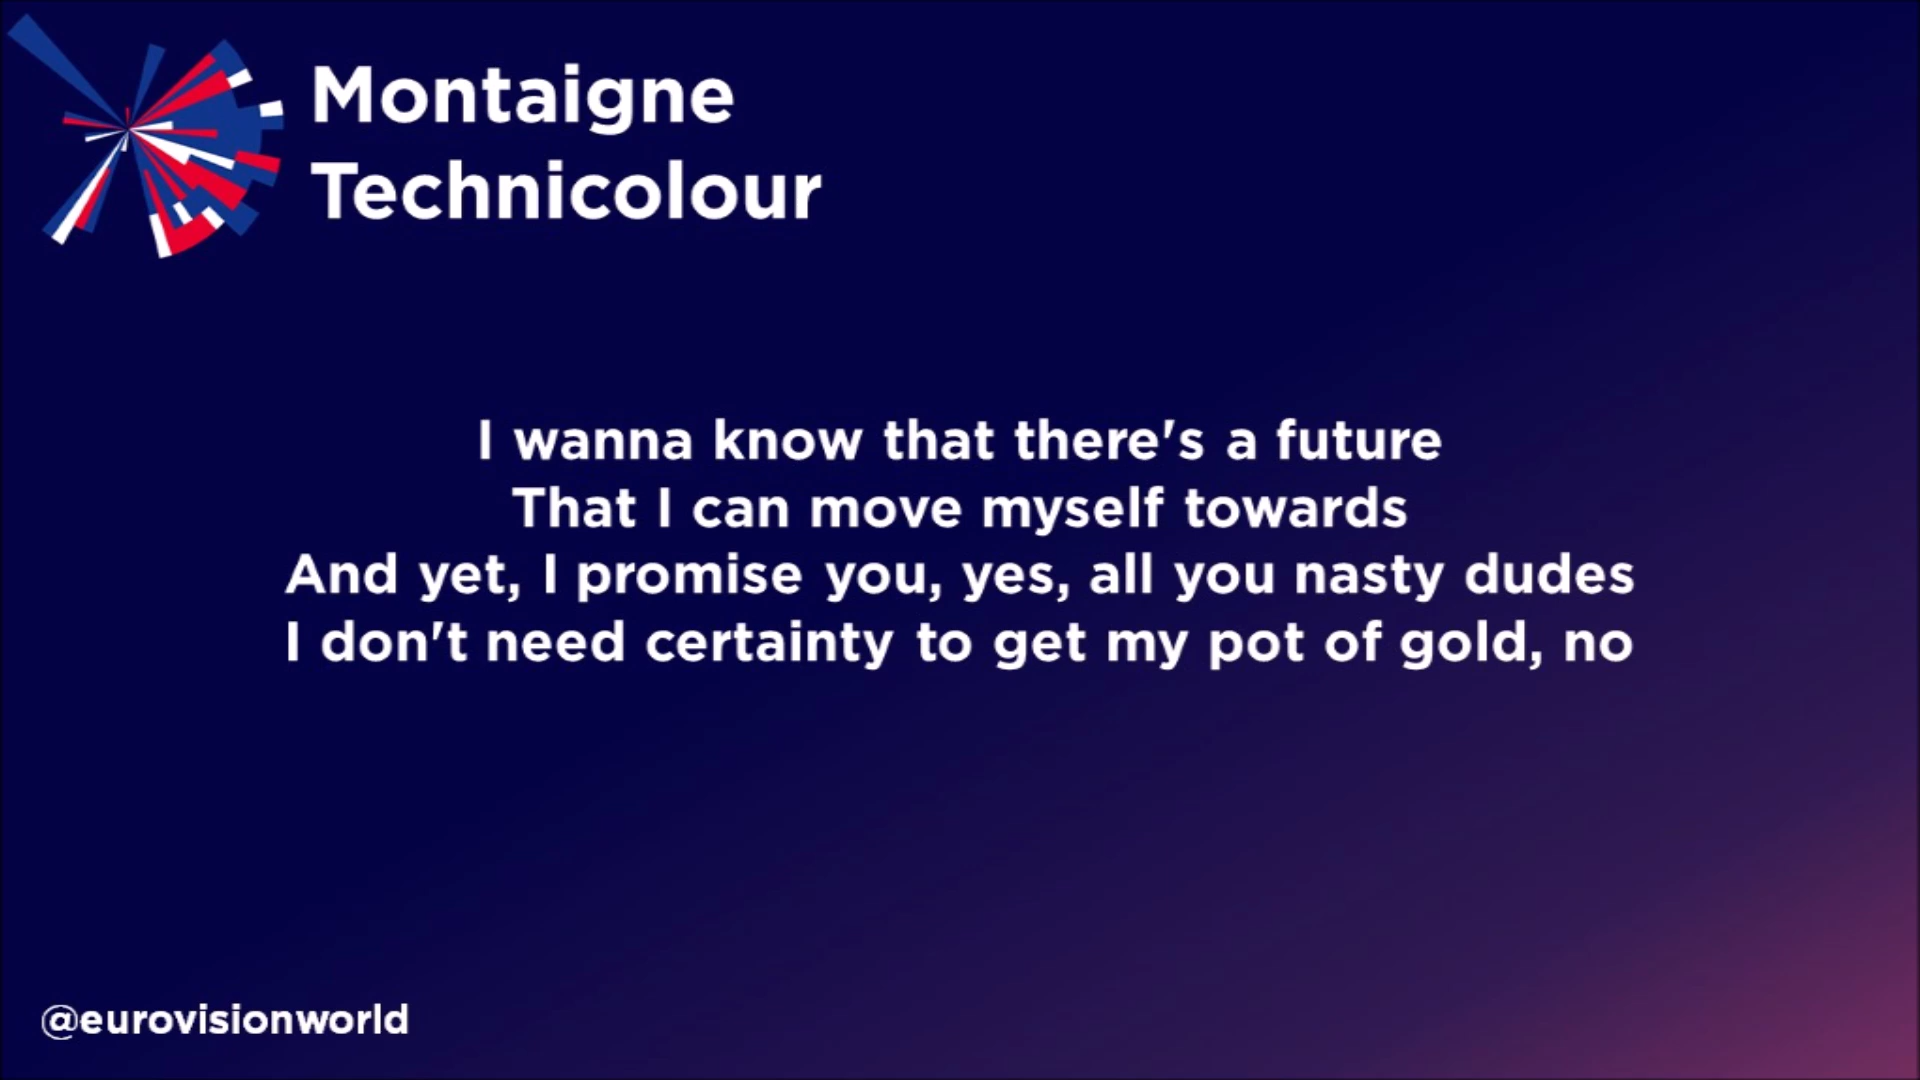 Montaigne
Technicolour
I wanna know that there's a future
That I can move myself towards
And yet, I promise you, yes, all you nasty dudes
I don't need certainty to get my pot of gold, no
@eurovisionworld